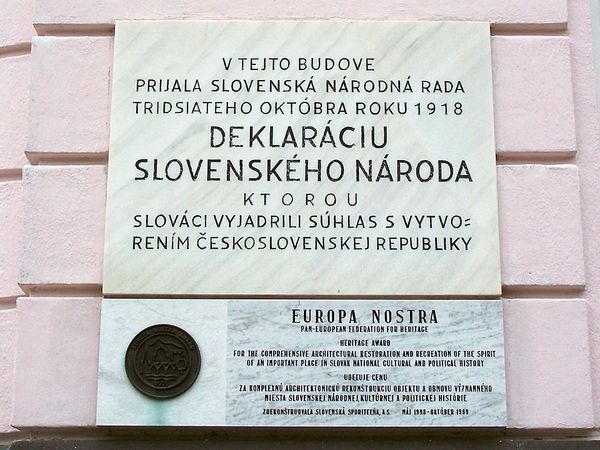 V TEJTO BUDOVE
PRIJALA SLOVENSKÁ NÁRODNÁ RADA
TRIDSIATEHO OKTÓBRA ROKU 1918
DEKLARÁCIU
SLOVENSKÉHO NÁRODA
KTOROU
SLOVÁCI VYJADRILI SÚHLAS S VYTVO=
RENÍM ČESKOSLOVENSKEJ REPUBLIKY
EUROPA NOSTRA
PAN-EUROPEAN FEDERATION FOR HERITAGE
HERITAGE AWARD
FOR THE COMPREHENSIVE ARCHITECTURAL RESTORATION AND RECREATION OF THE SPIRIT
OF AN IMPORTANT PLACE IN SLOVAK NATIONAL CULTURAL AND POLITICAL HISTORY
UDEĽUJE CENU
ZA KOMPLETNÚ ARCHITEKTONICKÚ REKONŠTRUKCIU OBJEKTU A OBNOVU VÝZNAMNÉHO
MIESTA SLOVENSKEJ NÁRODNEJ, KULTÚRNEJ A POLITICKEJ HISTÓRIE
ZREKONŠTRUOVALA SLOVENSKÁ SPORITEĽŇA, A.S. MÁJ 1998 - OKTÓBER 1999